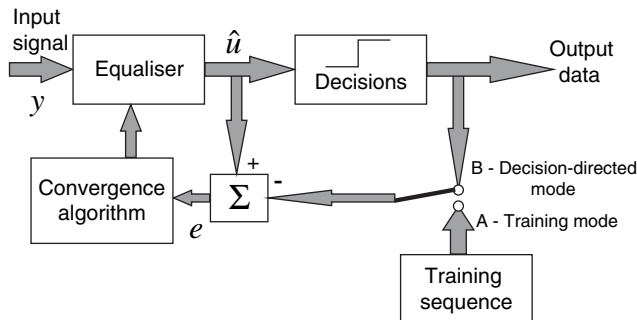 Input
signal
y
Equaliser
û
Decisions
Output
data
B - Decision-directed
mode
A - Training mode
+
-
Σ
e
Convergence
algorithm
Training
sequence